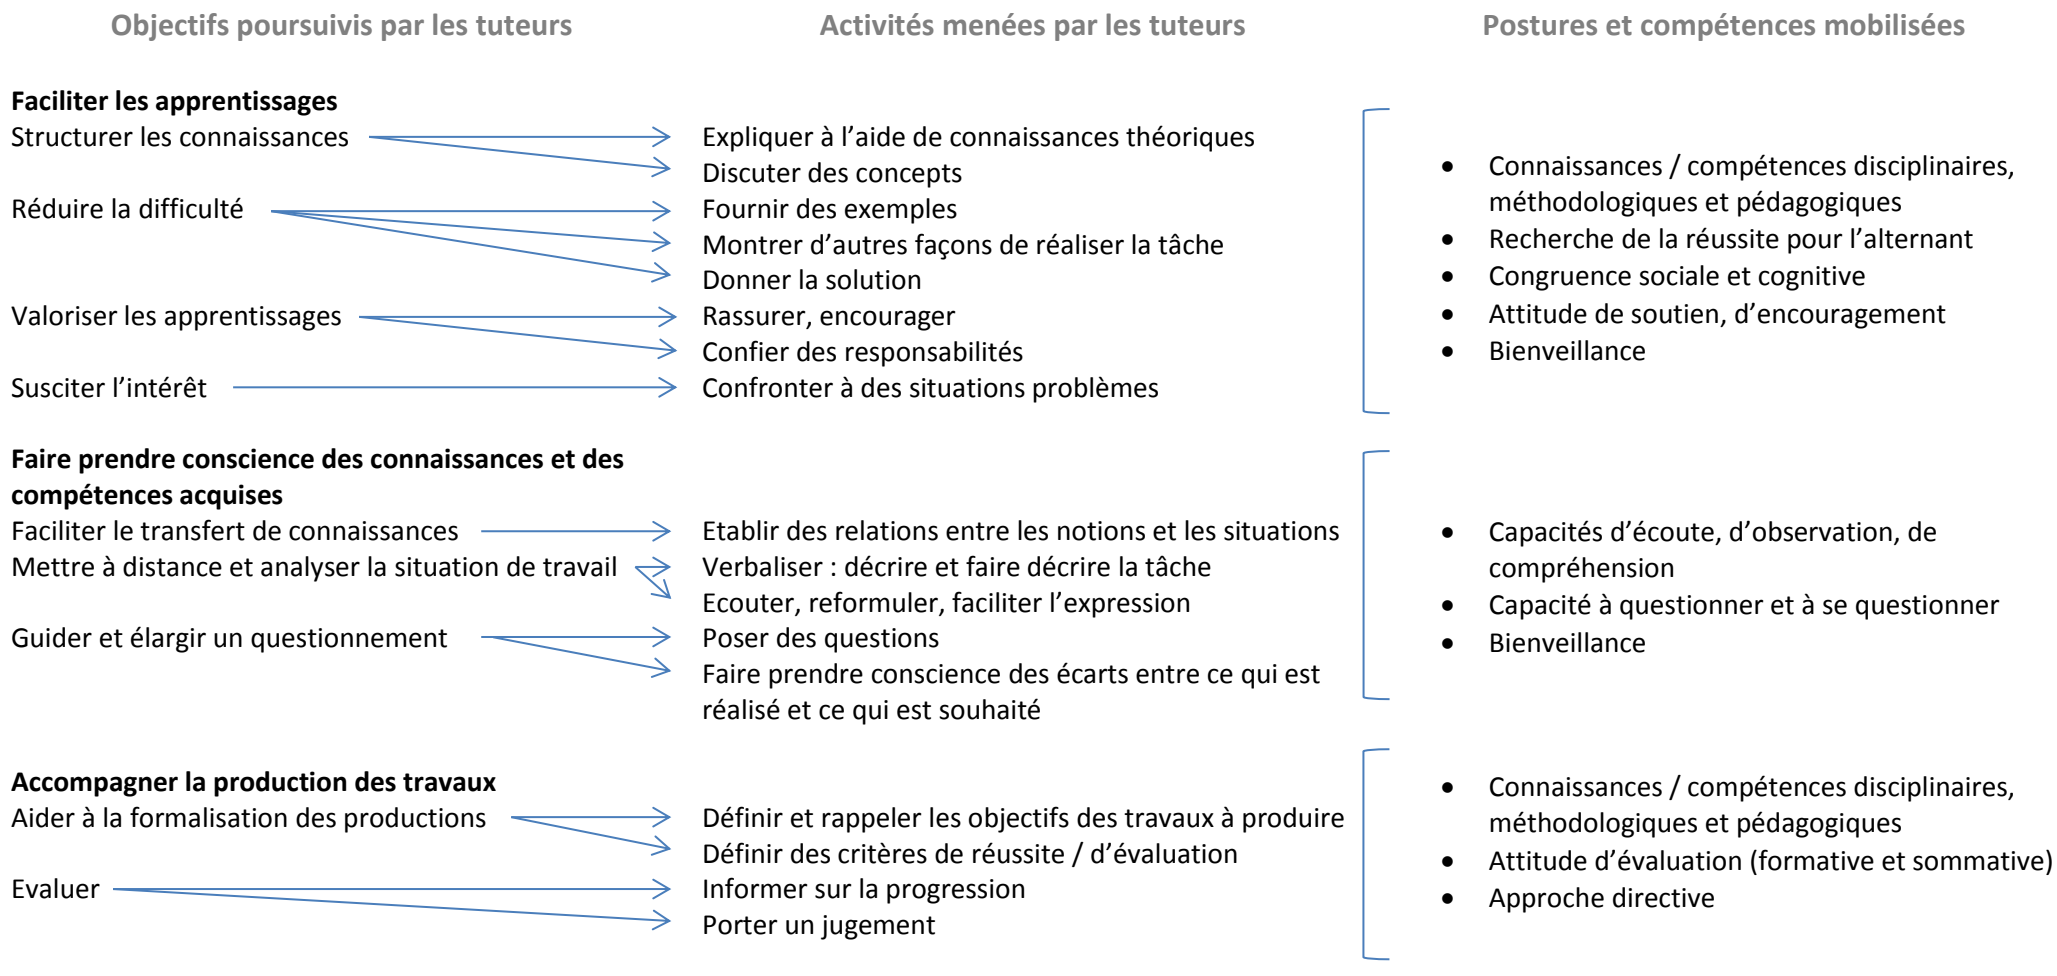 Objectifs poursuivis par les tuteurs
Activités menées par les tuteurs
Postures et compétences mobilisées
Faciliter les apprentissages
Structurer les connaissances
Expliquer à l’aide de connaissances théoriques
Discuter des concepts
Réduire la difficulté
Fournir des exemples
Montrer d’autres façons de réaliser la tâche
Donner la solution
Valoriser les apprentissages
Rassurer, encourager
Confier des responsabilités
Susciter l’intérêt
Confronter à des situations problèmes
• Connaissances / compétences disciplinaires,
méthodologiques et pédagogiques
• Recherche de la réussite pour l’alternant
• Congruence sociale et cognitive
• Attitude de soutien, d’encouragement
• Bienveillance
Faire prendre conscience des connaissances et des
compétences acquises
Faciliter le transfert de connaissances
Etablir des relations entre les notions et les situations
Mettre à distance et analyser la situation de travail
Verbaliser : décrire et faire décrire la tâche
Ecouter, reformuler, faciliter l’expression
Guider et élargir un questionnement
Poser des questions
Faire prendre conscience des écarts entre ce qui est
réalisé et ce qui est souhaité
• Capacités d’écoute, d’observation, de
compréhension
• Capacité à questionner et à se questionner
• Bienveillance
Accompagner la production des travaux
Aider à la formalisation des productions
Définir et rappeler les objectifs des travaux à produire
Définir des critères de réussite / d’évaluation
Evaluer
Informer sur la progression
Porter un jugement
• Connaissances / compétences disciplinaires,
méthodologiques et pédagogiques
• Attitude d’évaluation (formative et sommative)
• Approche directive